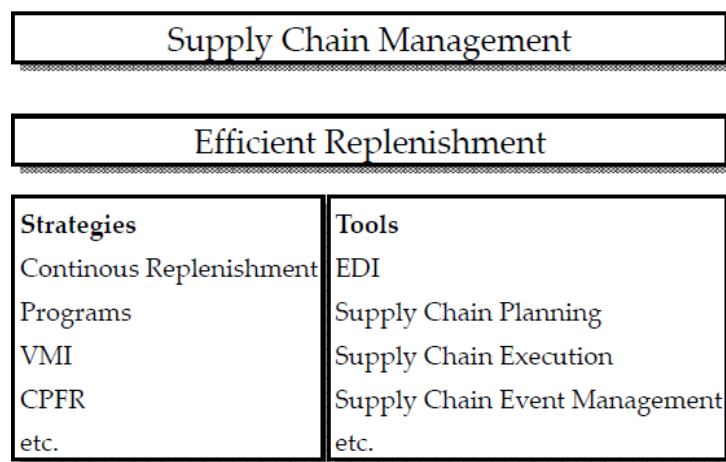 Supply Chain Management
Efficient Replenishment
Strategies
Continous Replenishment
Programs
VMI
CPFR
etc.
Tools
EDI
Supply Chain Planning
Supply Chain Execution
Supply Chain Event Management
etc.